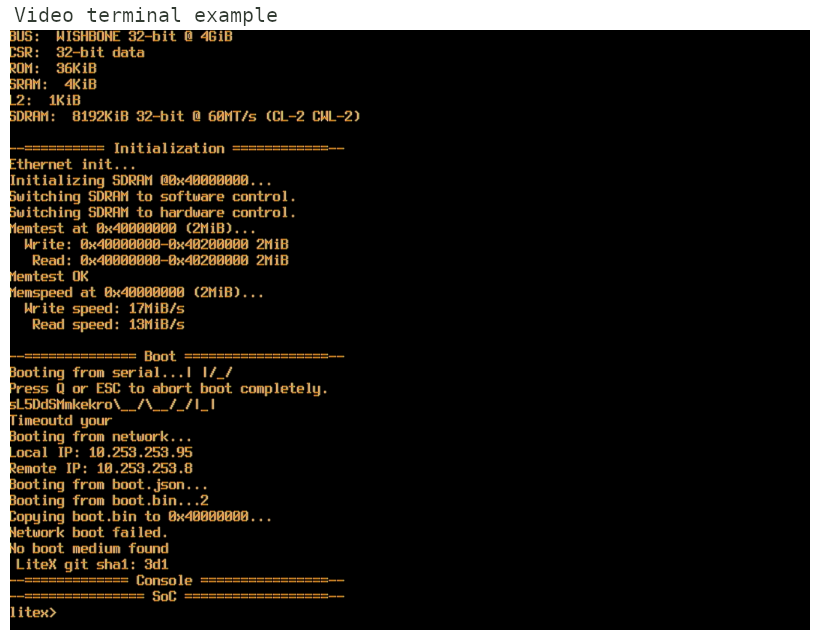 Video terminal example
BUS:  WISHBONE 32-bit @ 4GiB
CSR:  32-bit data
ROM:  36KiB
SRAM:  4KiB
L2:  1KiB
SDRAM:  8192KiB 32-bit @ 60MT/s (CL-2 CWL-2)
--========== Initialization ============--
Ethernet init...
Initializing SDRAM @0x40000000...
Switching SDRAM to software control.
Switching SDRAM to hardware control.
Memtest at 0x40000000 (2MiB)...
  Write: 0x40000000-0x40200000 2MiB
   Read: 0x40000000-0x40200000 2MiB
Memtest OK
Memspeed at 0x40000000 (2MiB)...
  Write speed: 17MiB/s
   Read speed: 13MiB/s
--============== Boot ==================--
Booting from serial...| |/_/
Press Q or ESC to abort boot completely.
sL5DdSMmkekro\__/\__/_/|_|
Timeoutd your
Booting from network...
Local IP: 10.253.253.95
Remote IP: 10.253.253.8
Booting from boot.json...
Booting from boot.bin...2
Copying boot.bin to 0x40000000...
Network boot failed.
No boot medium found
 LiteX git sha1: 3d1
--============= Console ================--
--=============== SoC ==================--
litex>